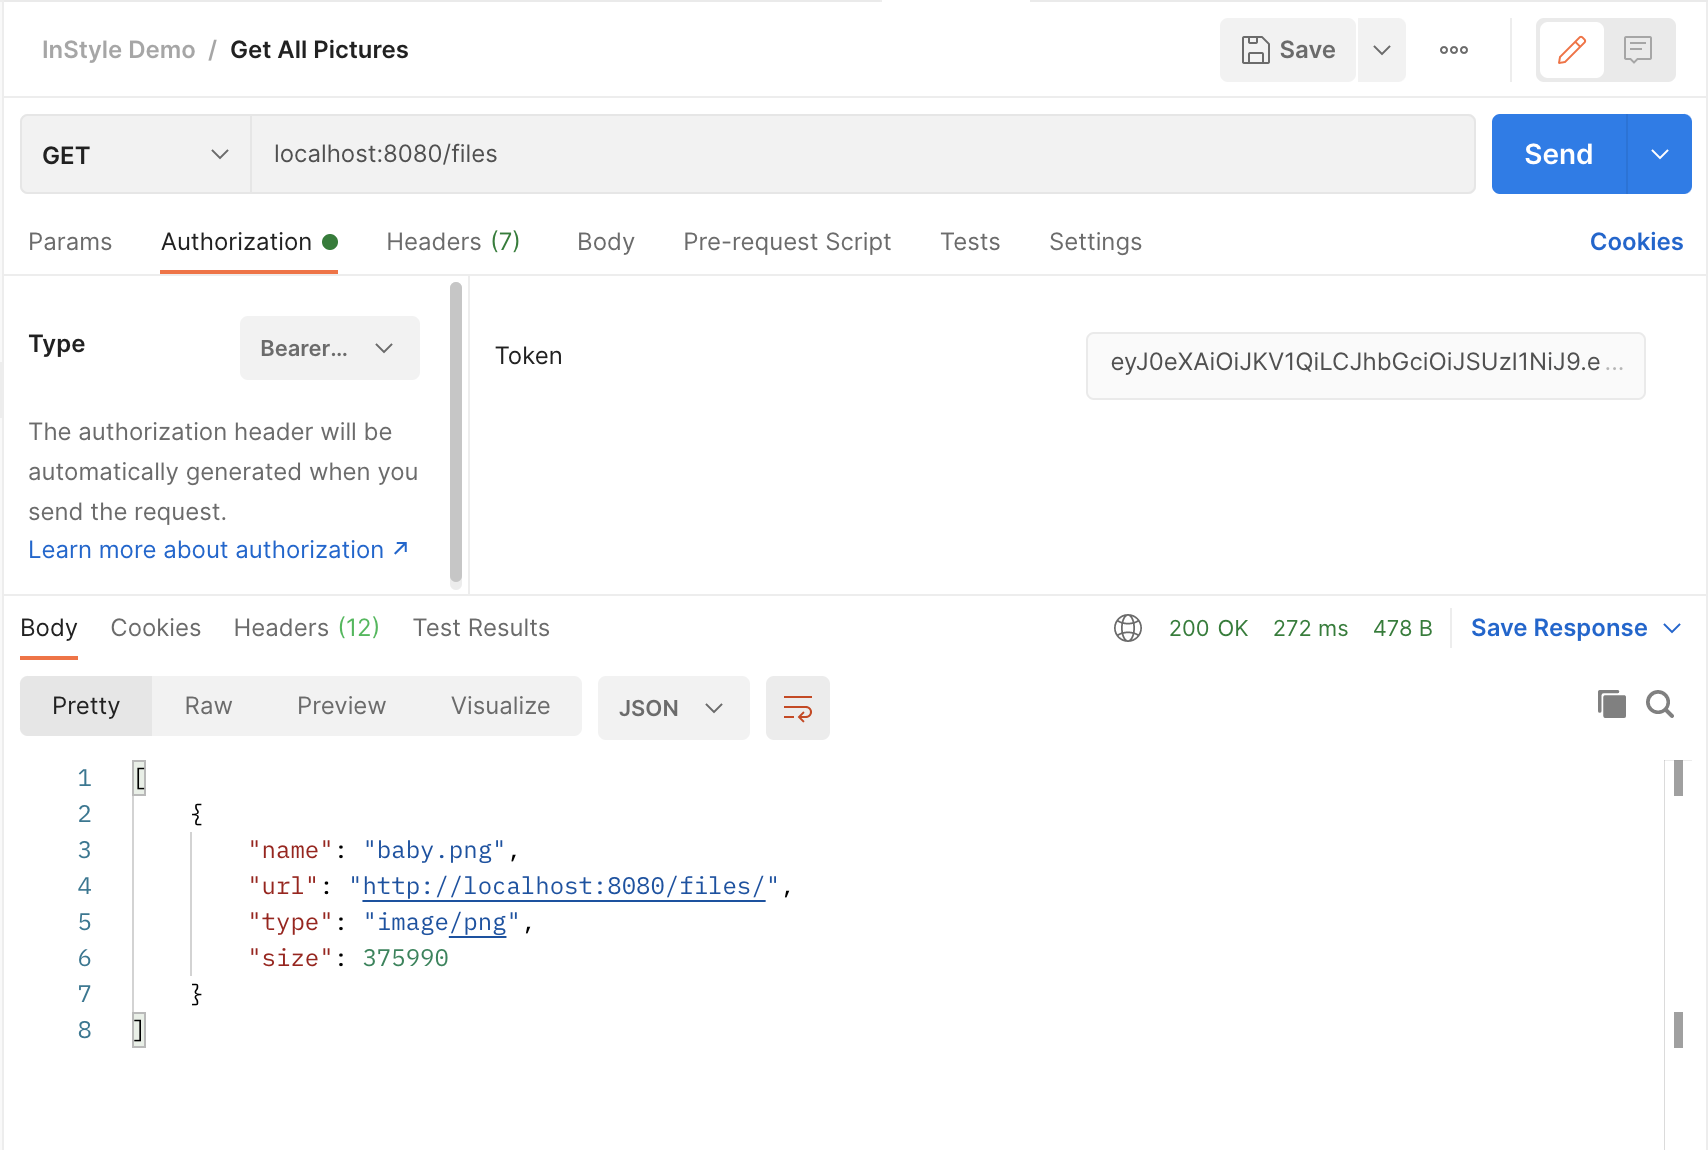 InStyle Demo / Get All Pictures
Save
GET
localhost:8080/files
Send
Params
Authorization
Headers (7)
Body
Pre-request Script
Tests
Settings
Cookies
Type
Bearer...
The authorization header will be
automatically generated when you
send the request.
Learn more about authorization ↗
Token
eyJ0eXAiOiJKV1QiLCJhbGciOiJSUzI1NiJ9.e ...
Body
Cookies
Headers (12)
Test Results
200 OK
272 ms
478 B
Save Response
Pretty
Raw
Preview
Visualize
JSON
1 [
2 {
3 "name": "baby.png",
4 "url": "http://localhost:8080/files/",
5 "type": "image/png",
6 "size": 375990
7 }
8 ]